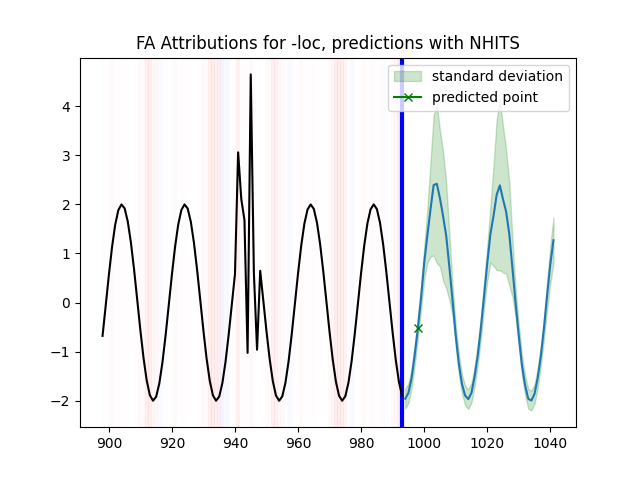 FA Attributions for -loc, predictions with NHITS
standard deviation
predicted point
4
3
2
1
0
−1
−2
900 920 940 960 980 1000 1020 1040